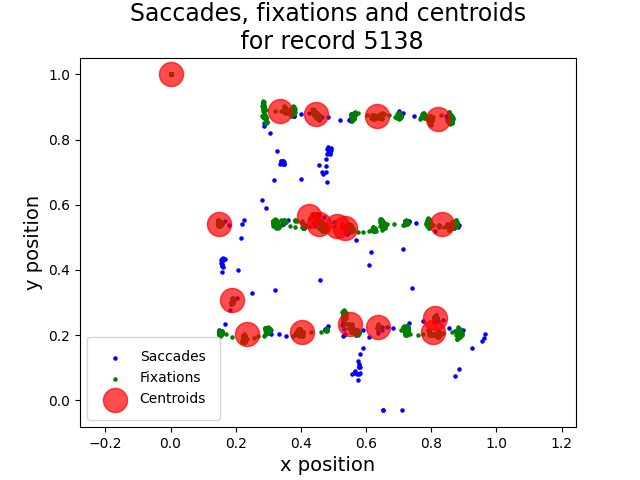 Saccades, fixations and centroids
for record 5138
y position
1.0
0.8
0.6
0.4
0.2
0.0
Saccades
Fixations
Centroids
−0.2 0.0 0.2 0.4 0.6 0.8 1.0 1.2
x position